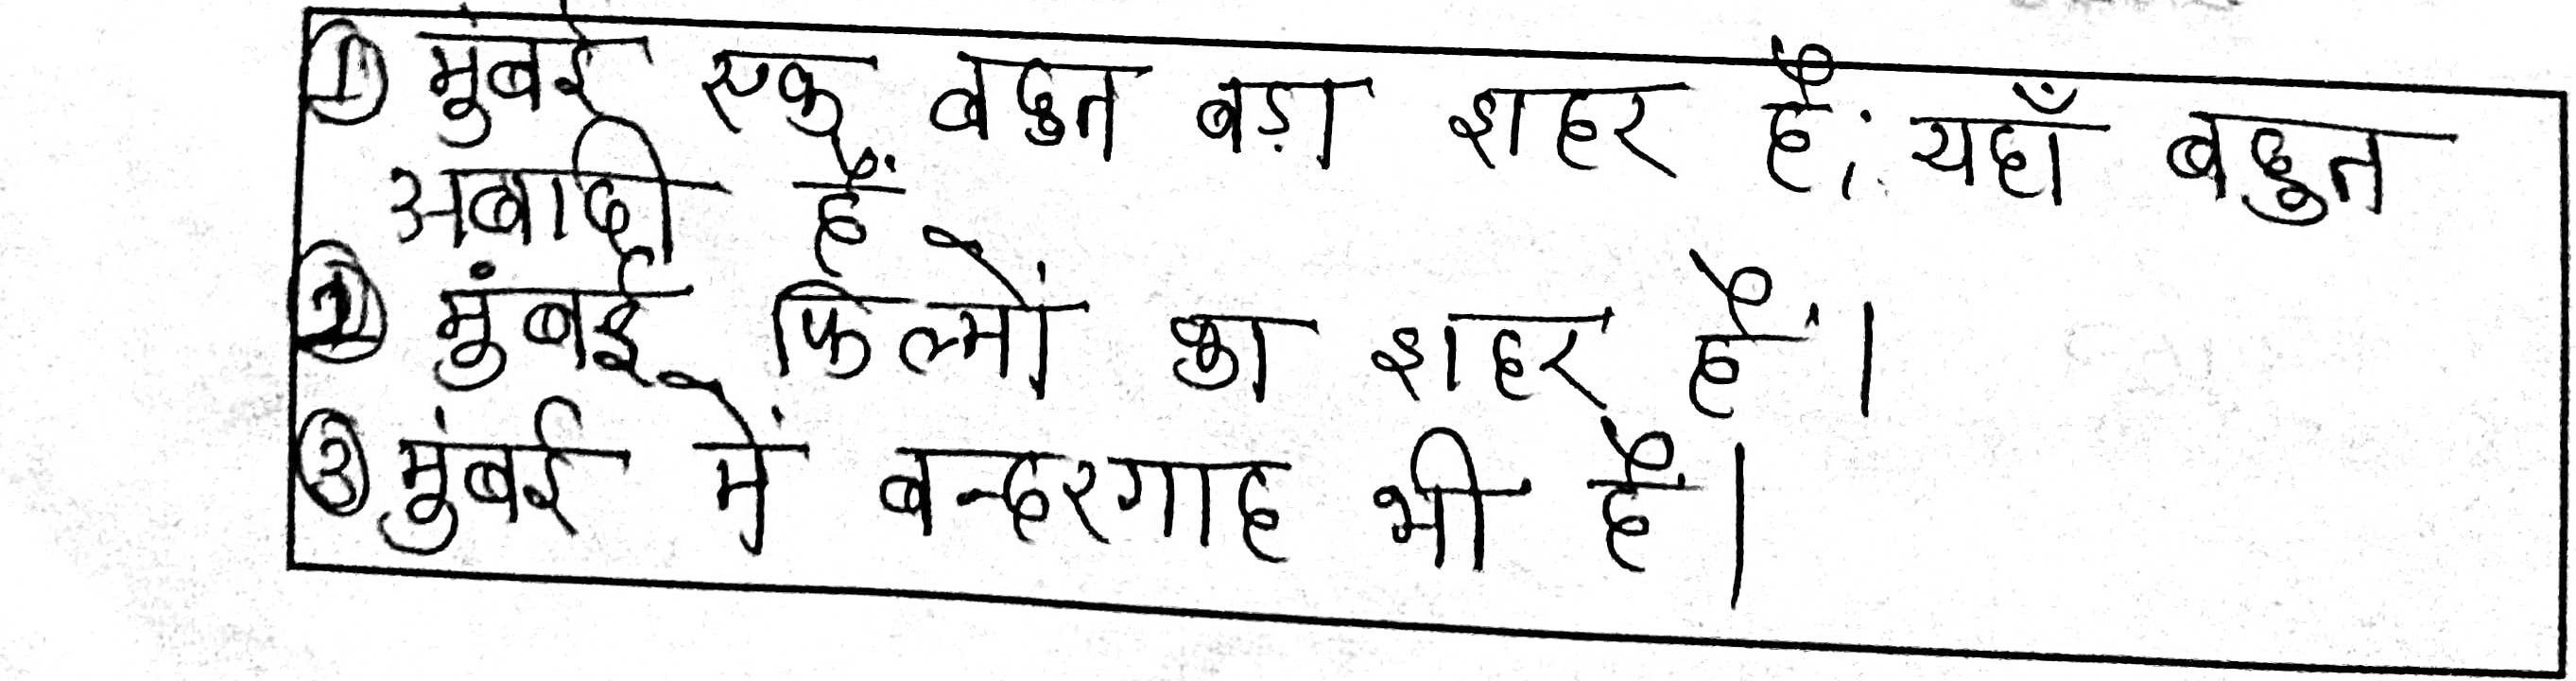 ① मुंबई एक बहुत बड़ा शहर है; यहाँ बहुत
अबादी हैं
② मुंबई फिल्मों का शहर है।
③ मुंबई में बन्दरगाह भी है।